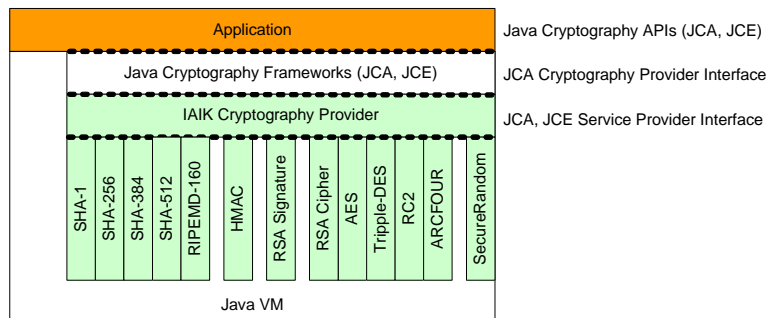 Application
Java Cryptography APIs (JCA, JCE)
Java Cryptography Frameworks (JCA, JCE)
JCA Cryptography Provider Interface
IAIK Cryptography Provider
JCA, JCE Service Provider Interface
SHA-1
SHA-256
SHA-384
SHA-512
RIPEMD-160
HMAC
RSA Signature
RSA Cipher
AES
Tripple-DES
RC2
ARCFOUR
SecureRandom
Java VM